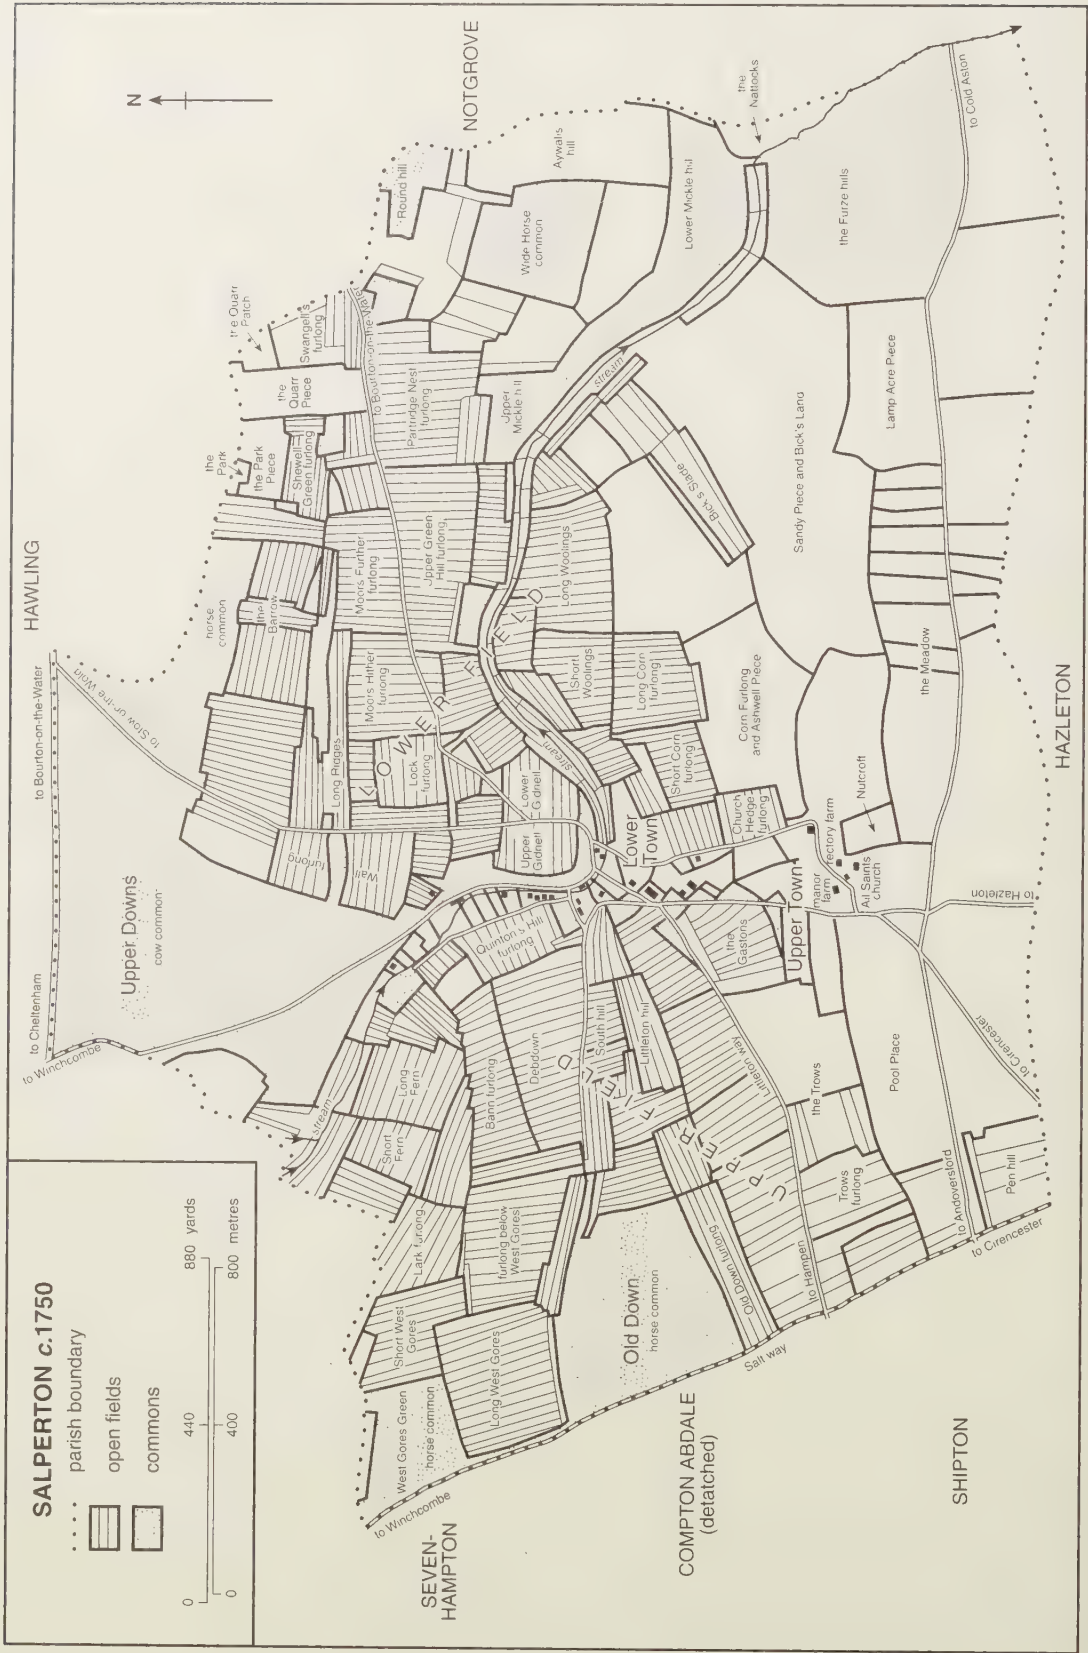 SALPERTON c.1750
parish boundary
open fields
commons
0
440
880 yards
0
400
800 metres
N
HAWLING
NOTGROVE
HAZLETON
SHIPTON
COMPTON ABDALE
(detatched)
SEVEN-
HAMPTON
to Cheltenham
to Bourton-on-the-Water
to Winchcombe
to Stow on-the Wold
Upper Downs
cow common
horse
common
the
Barrow
the
Park
the Park
Piece
Shewell
Green furlong
the
Quarr
Piece
the Quarr
Patch
Swangell's
furlong
to Bourton-on-the-Water
Round hill
Aywalls
hill
Wide Horse
common
Lower Mickle hill
the
Nattocks
Partridge Nest
furlong
Upper
Mickle hill
Moors Further
furlong
Upper Green
Hill furlong
Moors Hither
furlong
Long Ridges
Lock
furlong
Wall
furlong
LOWER FIELD
Lower
Gidnell
Upper
Gidnell
stream
stream
Long Woolings
Short
Woolings
Long Corn
furlong
Short Corn
furlong
Church
Hedge
furlong
Corn Furlong
and Ashwell Piece
Bick's Slade
Sandy Piece and Bick's Land
the Furze hills
Lamp Acre Piece
to Cold Aston
the Meadow
Nutcroft
Lower
Town
Upper Town
rectory farm
manor
farm
All Saints
church
to Hazleton
to Cirencester
the
Gastons
Quinton's Hill
furlong
stream
Long
Fern
Short
Fern
Bann furlong
Debdown
South hill
Littleton hill
UPPER FIELD
Littleton way
Lark furlong
furlong below
West Gores
Short West
Gores
Long West Gores
West Gores Green
horse common
to Winchcombe
Old Down
horse common
Old Down furlong
Salt way
to Hampen
the Trows
Trows
furlong
Pool Place
to Andoversford
Pen hill
to Cirencester